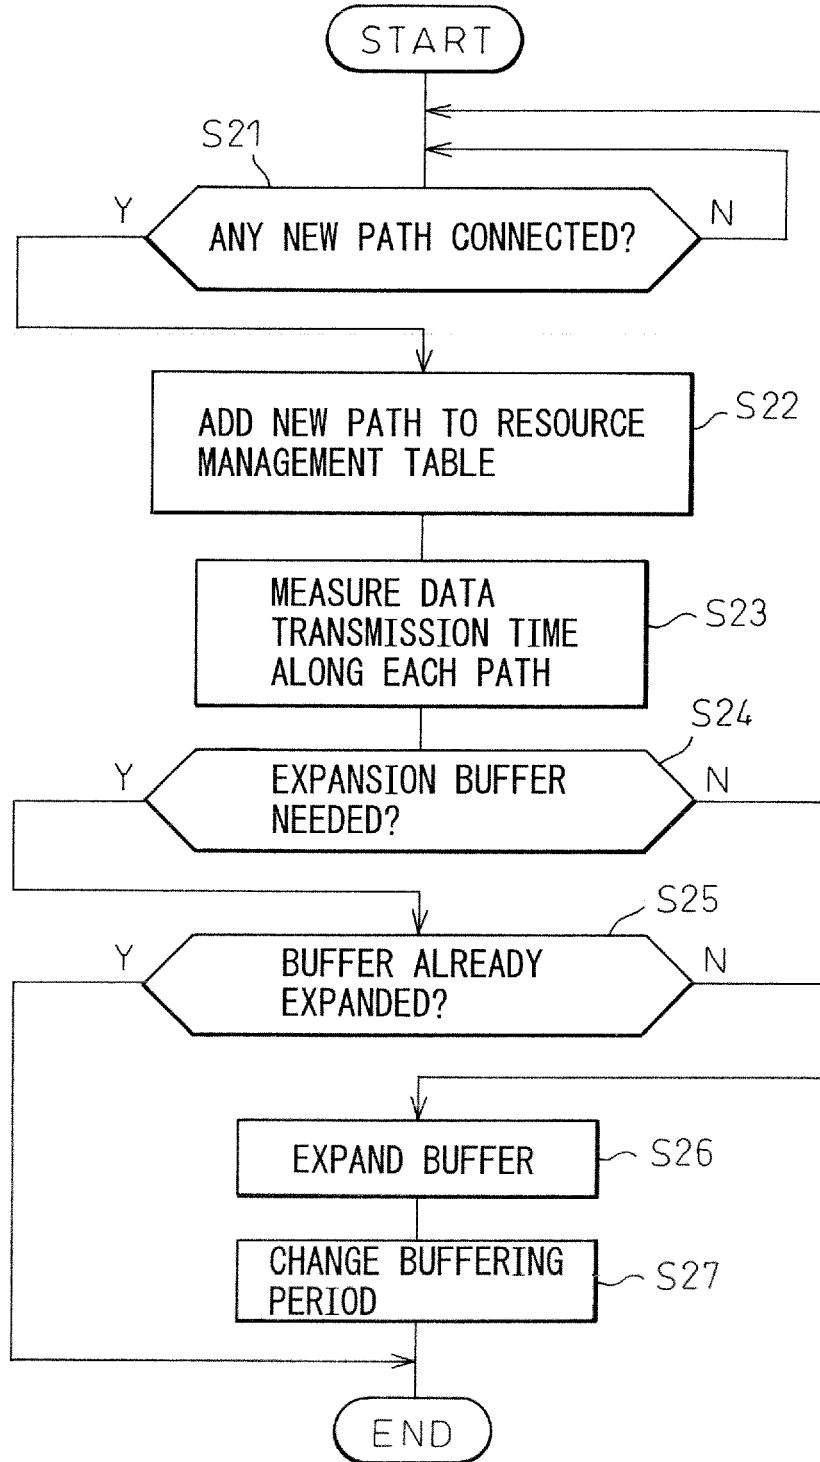 START
S21
Y
N
ANY NEW PATH CONNECTED?
ADD NEW PATH TO RESOURCE
MANAGEMENT TABLE
S22
MEASURE DATA
TRANSMISSION TIME
ALONG EACH PATH
S23
S24
Y
N
EXPANSION BUFFER
NEEDED?
S25
Y
N
BUFFER ALREADY
EXPANDED?
EXPAND BUFFER
S26
CHANGE BUFFERING
PERIOD
S27
END